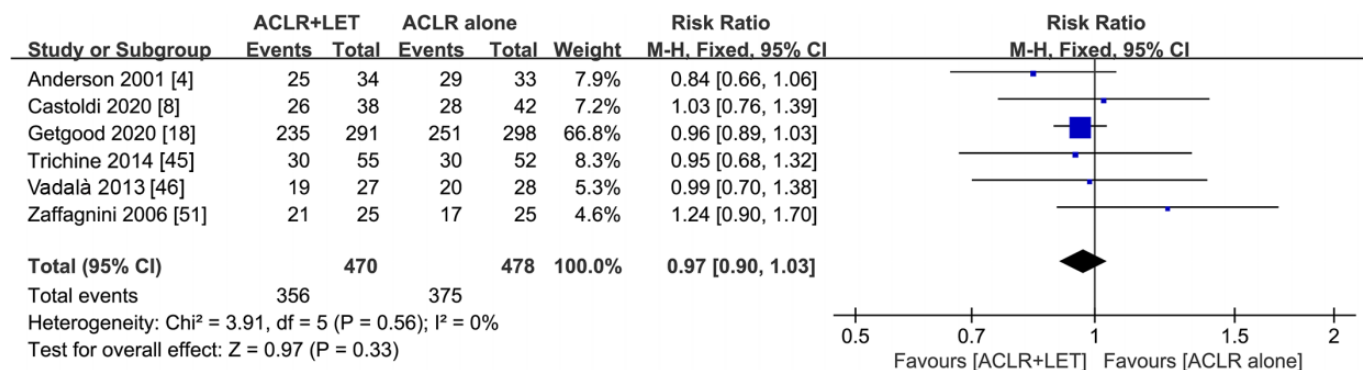 ACLR+LET ACLR alone Risk Ratio Risk Ratio
Study or Subgroup Events Total Events Total Weight M-H, Fixed, 95% CI M-H, Fixed, 95% CI
Anderson 2001 [4] 25 34 29 33 7.9% 0.84 [0.66, 1.06]
Castoldi 2020 [8] 26 38 28 42 7.2% 1.03 [0.76, 1.39]
Getgood 2020 [18] 235 291 251 298 66.8% 0.96 [0.89, 1.03]
Trichine 2014 [45] 30 55 30 52 8.3% 0.95 [0.68, 1.32]
Vadalà 2013 [46] 19 27 20 28 5.3% 0.99 [0.70, 1.38]
Zaffagnini 2006 [51] 21 25 17 25 4.6% 1.24 [0.90, 1.70]
Total (95% CI) 470 478 100.0% 0.97 [0.90, 1.03]
Total events 356 375
Heterogeneity: Chi² = 3.91, df = 5 (P = 0.56); I² = 0%
Test for overall effect: Z = 0.97 (P = 0.33)
0.5 0.7 1 1.5 2
Favours [ACLR+LET] Favours [ACLR alone]